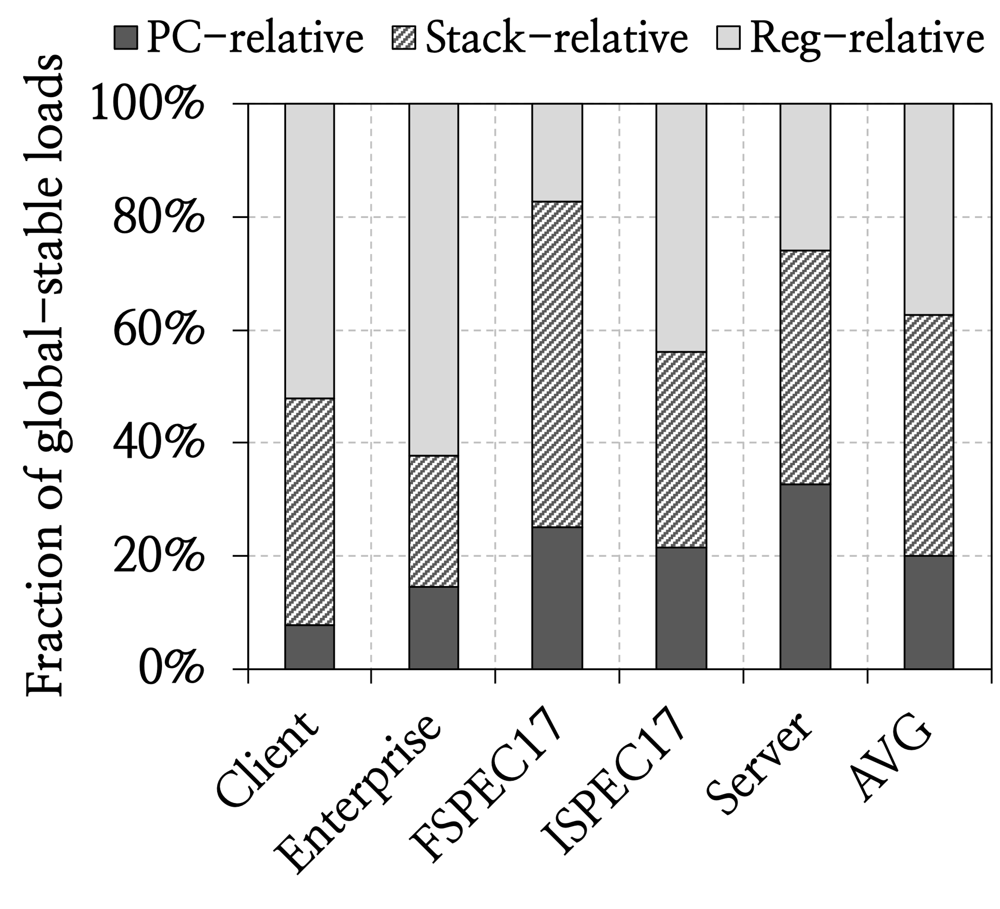 PC−relative Stack−relative Reg−relative
Fraction of global−stable loads
100%
80%
60%
40%
20%
0%
Client
Enterprise
FSPEC17
ISPEC17
Server
AVG